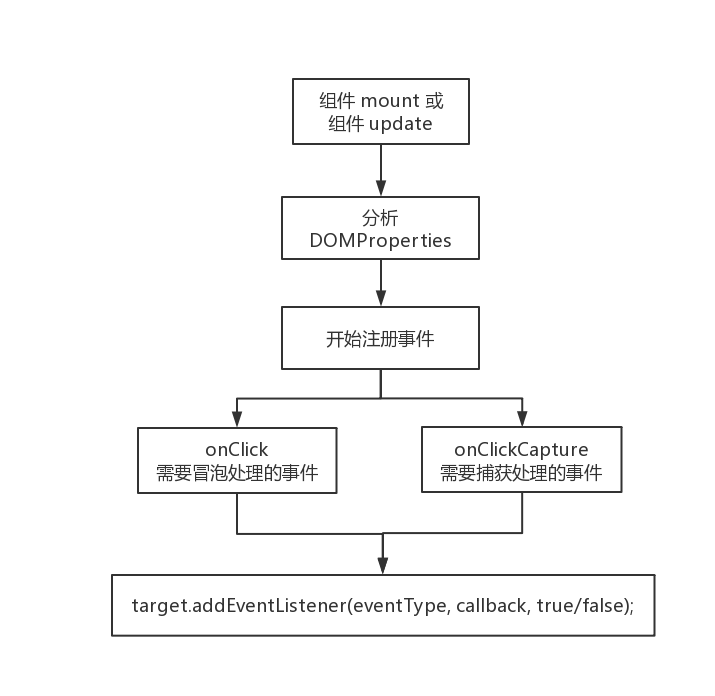 组件 mount 或
组件 update
分析
DOMProperties
开始注册事件
onClick
需要冒泡处理的事件
onClickCapture
需要捕获处理的事件
target.addEventListener(eventType, callback, true/false);